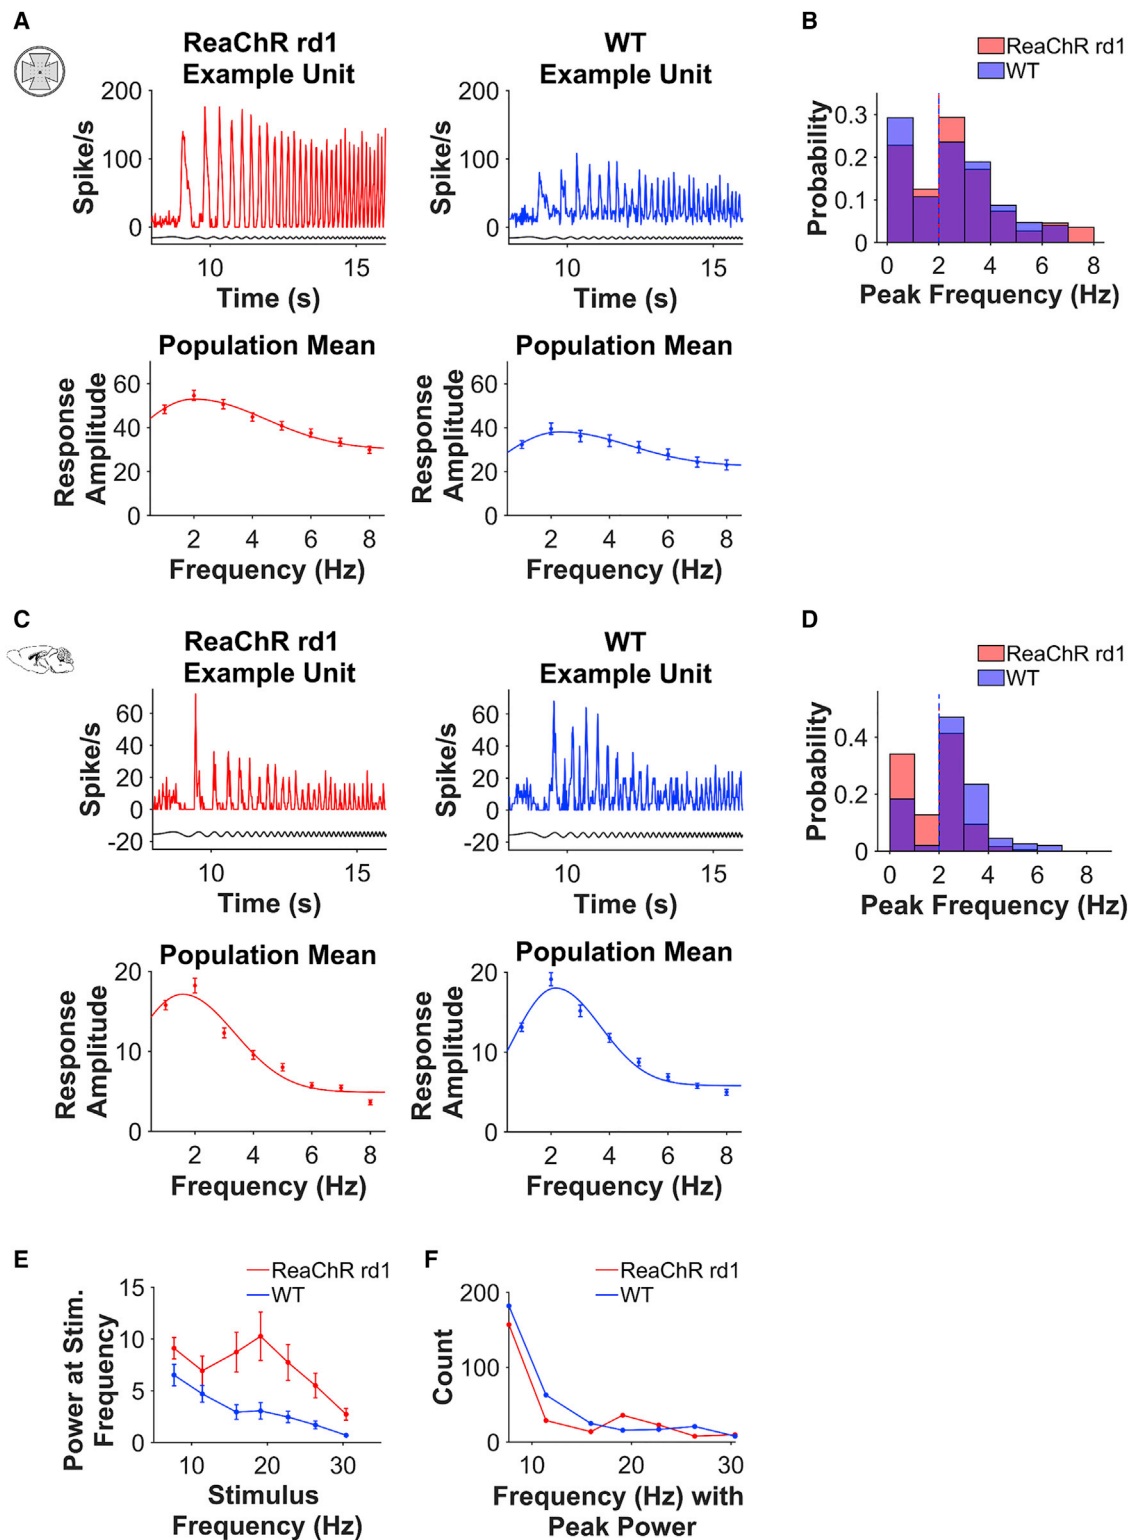 A
ReaChR rd1
Example Unit
200
100
0
Spike/s
10
15
Time (s)
WT
Example Unit
200
100
0
Spike/s
10
15
Time (s)
Population Mean
60
40
20
0
Response
Amplitude
2
4
6
8
Frequency (Hz)
Population Mean
60
40
20
0
Response
Amplitude
2
4
6
8
Frequency (Hz)
B
ReaChR rd1
WT
0.3
0.2
0.1
0
Probability
0
2
4
6
8
Peak Frequency (Hz)
C
ReaChR rd1
Example Unit
60
40
20
0
-20
Spike/s
10
15
Time (s)
WT
Example Unit
60
40
20
0
-20
Spike/s
10
15
Time (s)
Population Mean
20
10
0
Response
Amplitude
2
4
6
8
Frequency (Hz)
Population Mean
20
10
0
Response
Amplitude
2
4
6
8
Frequency (Hz)
D
ReaChR rd1
WT
0.4
0.2
0
Probability
0
2
4
6
8
Peak Frequency (Hz)
E
ReaChR rd1
WT
15
10
5
0
Power at Stim.
Frequency
10
20
30
Stimulus
Frequency (Hz)
F
ReaChR rd1
WT
200
100
0
Count
10
20
30
Frequency (Hz) with
Peak Power